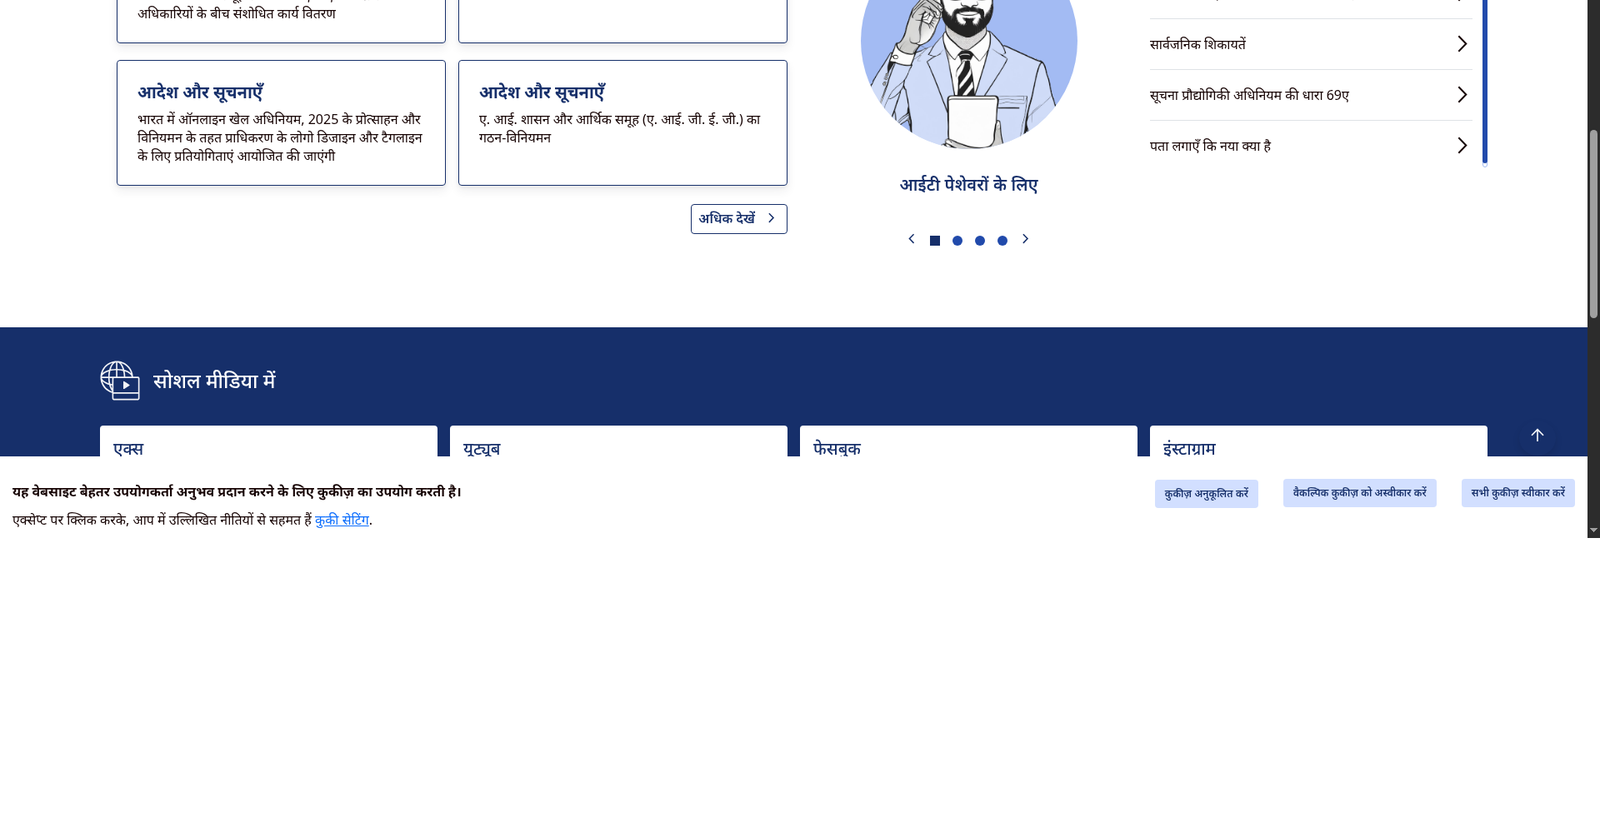 अधिकारियों के बीच संशोधित कार्य वितरण
आदेश और सूचनाएँ
भारत में ऑनलाइन खेल अधिनियम, 2025 के प्रोत्साहन और
विनियमन के तहत प्राधिकरण के लोगो डिजाइन और टैगलाइन
के लिए प्रतियोगिताएं आयोजित की जाएंगी
आदेश और सूचनाएँ
ए. आई. शासन और आर्थिक समूह (ए. आई. जी. ई. जी.) का
गठन-विनियमन
अधिक देखें
आईटी पेशेवरों के लिए
सार्वजनिक शिकायतें
सूचना प्रौद्योगिकी अधिनियम की धारा 69ए
पता लगाएँ कि नया क्या है
सोशल मीडिया में
एक्स
यूट्यूब
फेसबुक
इंस्टाग्राम
यह वेबसाइट बेहतर उपयोगकर्ता अनुभव प्रदान करने के लिए कुकीज़ का उपयोग करती है।
एक्सेप्ट पर क्लिक करके, आप में उल्लिखित नीतियों से सहमत हैं कुकी सेटिंग.
कुकीज़ अनुकूलित करें
वैकल्पिक कुकीज़ को अस्वीकार करें
सभी कुकीज़ स्वीकार करें